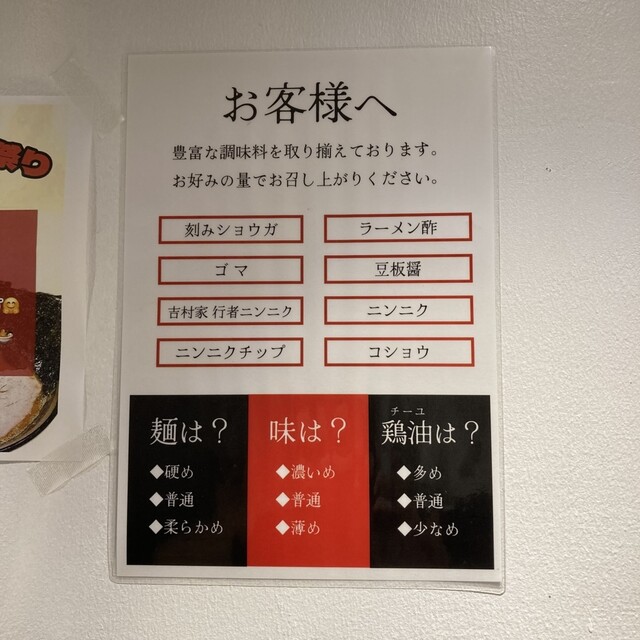 お客様へ
豊富な調味料を取り揃えております。
お好みの量でお召し上がりください。
刻みショウガ
ラーメン酢
ゴマ
豆板醤
吉村家 行者ニンニク
ニンニク
ニンニクチップ
コショウ
麺は？
◆硬め
◆普通
◆柔らかめ
味は？
◆濃いめ
◆普通
◆薄め
チーユ
鶏油は？
◆多め
◆普通
◆少なめ
祭り